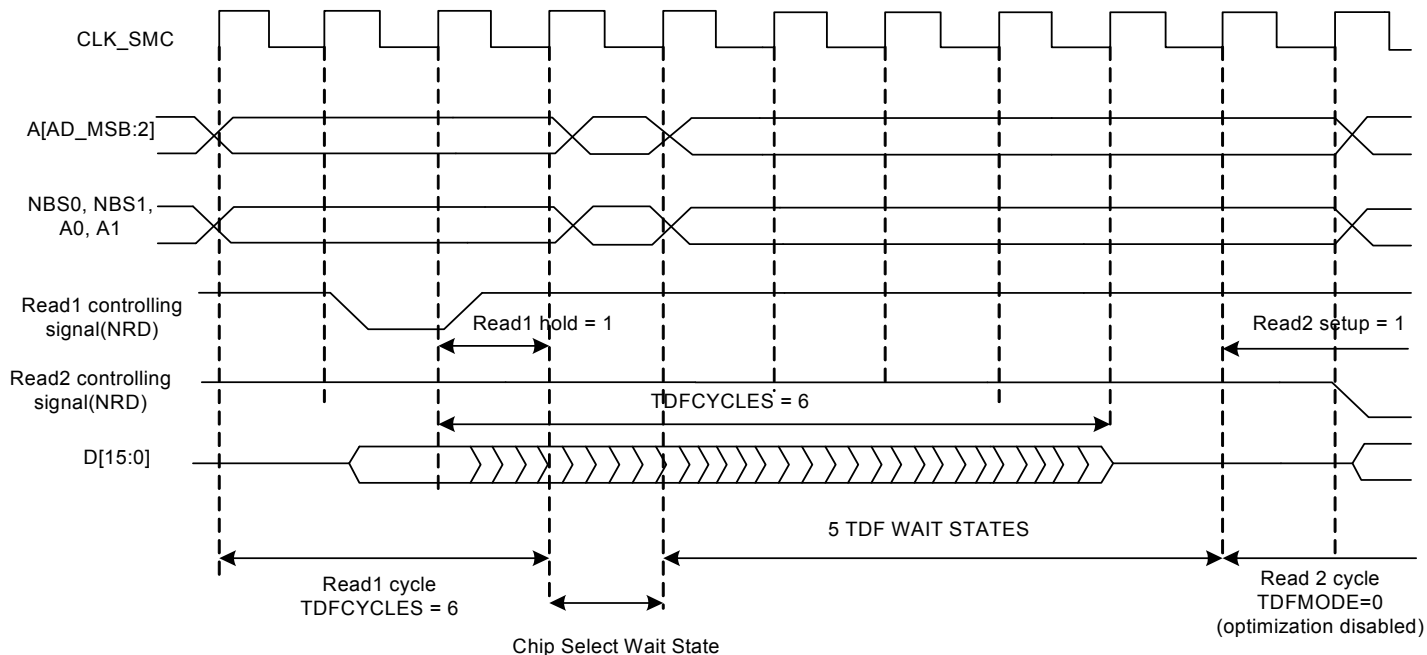 CLK_SMC
A[AD_MSB:2]
NBS0, NBS1,
A0, A1
Read1 controlling
signal(NRD)
Read1 hold = 1
Read2 setup = 1
Read2 controlling
signal(NRD)
TDFCYCLES = 6
D[15:0]
5 TDF WAIT STATES
Read1 cycle
TDFCYCLES = 6
Chip Select Wait State
Read 2 cycle
TDFMODE=0
(optimization disabled)